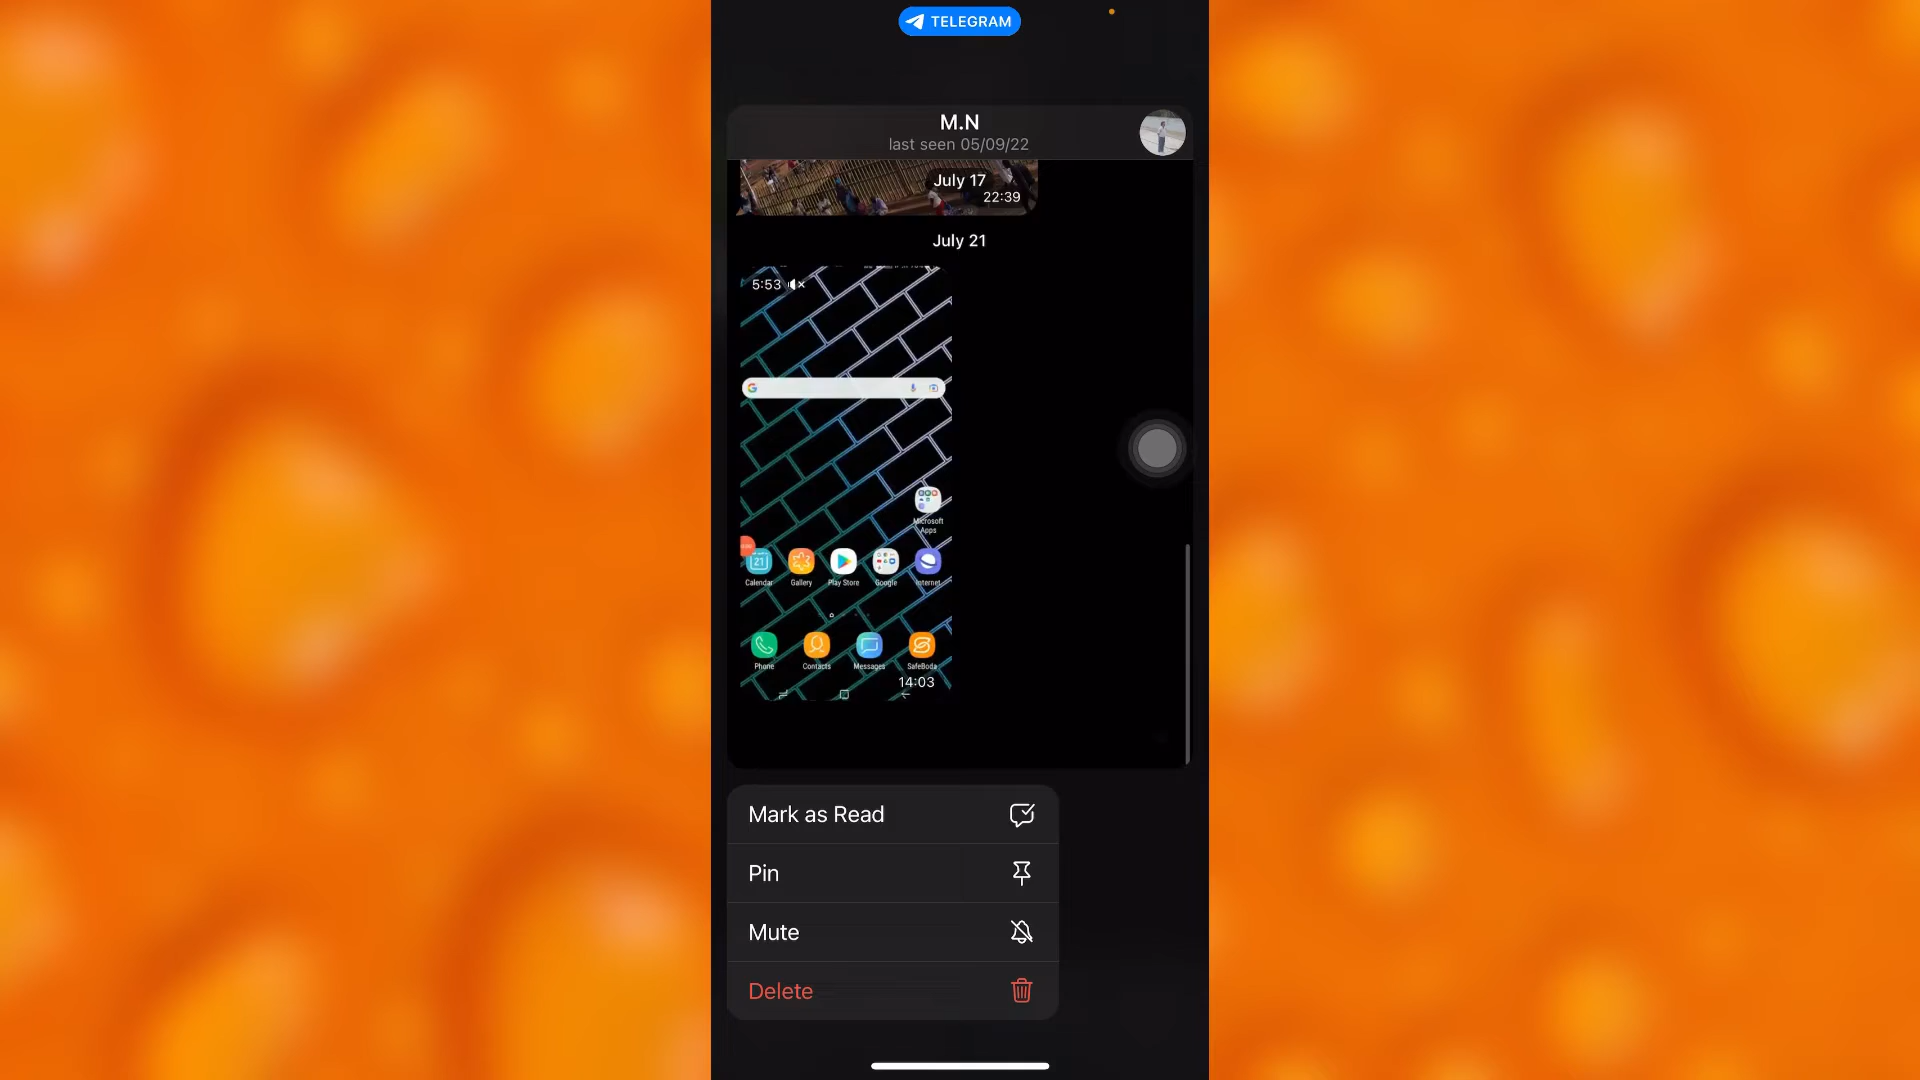 TELEGRAM
M.N
last seen 05/09/22
July 17
22:39
July 21
5:53
Microsoft
Apps
21
Calendar
Gallery
Play Store
Google
Internet
Phone
Contacts
Messages
SafeBoda
14:03
Mark as Read
Pin
Mute
Delete